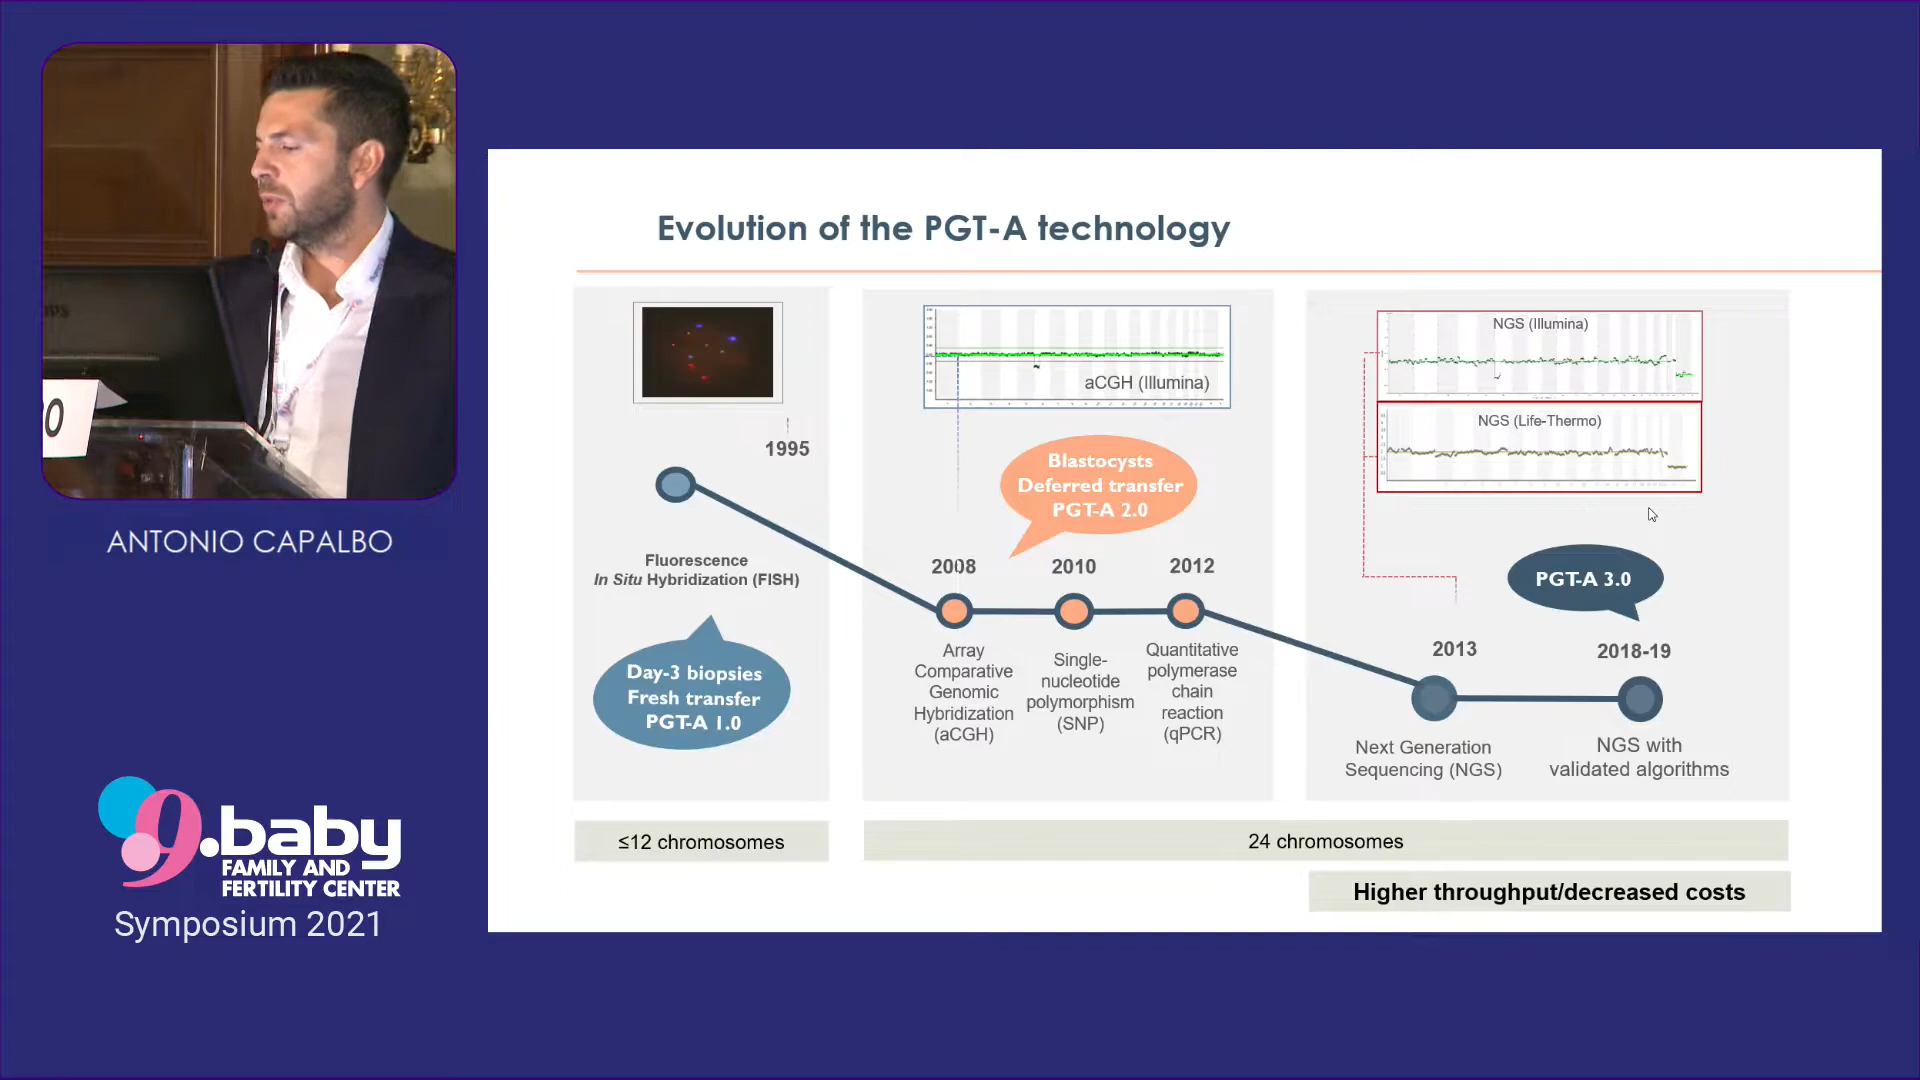 ANTONIO CAPALBO
9.baby
FAMILY AND
FERTILITY CENTER
Symposium 2021
Evolution of the PGT-A technology
1995
Fluorescence
In Situ Hybridization (FISH)
Day-3 biopsies
Fresh transfer
PGT-A 1.0
≤12 chromosomes
aCGH (Illumina)
Blastocysts
Deferred transfer
PGT-A 2.0
2008
2010
2012
Array
Comparative
Genomic
Hybridization
(aCGH)
Single-
nucleotide
polymorphism
(SNP)
Quantitative
polymerase
chain
reaction
(qPCR)
NGS (Illumina)
NGS (Life-Thermo)
PGT-A 3.0
2013
2018-19
Next Generation
Sequencing (NGS)
NGS with
validated algorithms
24 chromosomes
Higher throughput/decreased costs